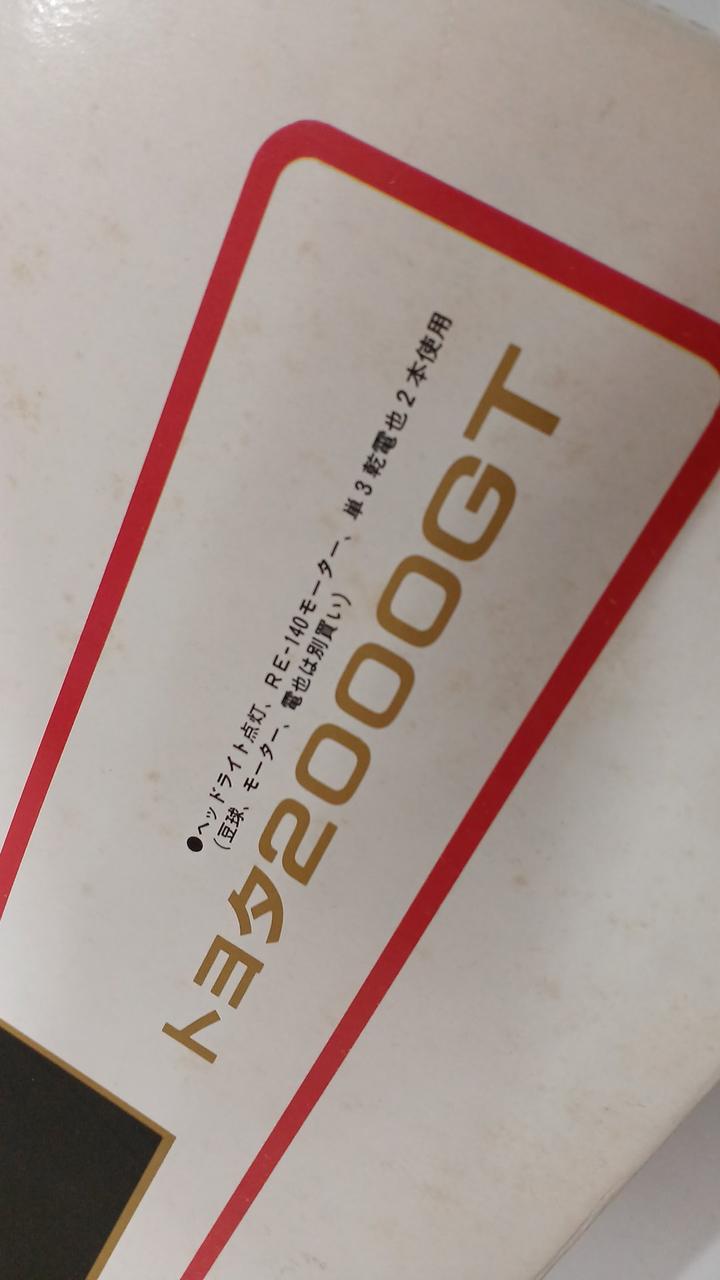 ●ヘッドライト点灯、RE-140モーター、単3乾電也2本使用
(豆球、モーター、電也は別買い)
トヨタ2000GT